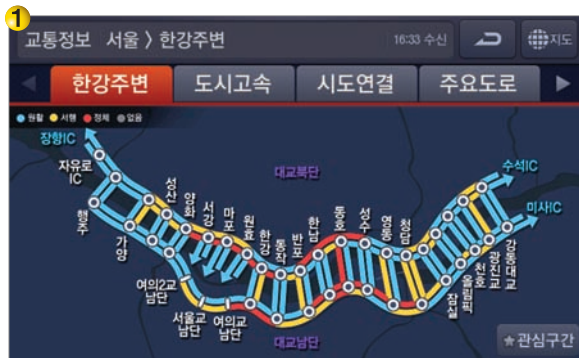 1
교통정보 서울 > 한강주변
16:33 수신
지도
한강주변
도시고속
시도연결
주요도로
원활 서행 정체 없음
장항IC
자유로
IC
행주
가양
성산
양화
서강
마포
원효
한강
동작
반포
한남
동호
성수
영동
청담
대교북단
수석IC
미사IC
강동대교
광진교
천호
올림픽
잠실
여의2교
남단
서울교
남단
여의교
남단
대교남단
★관심구간